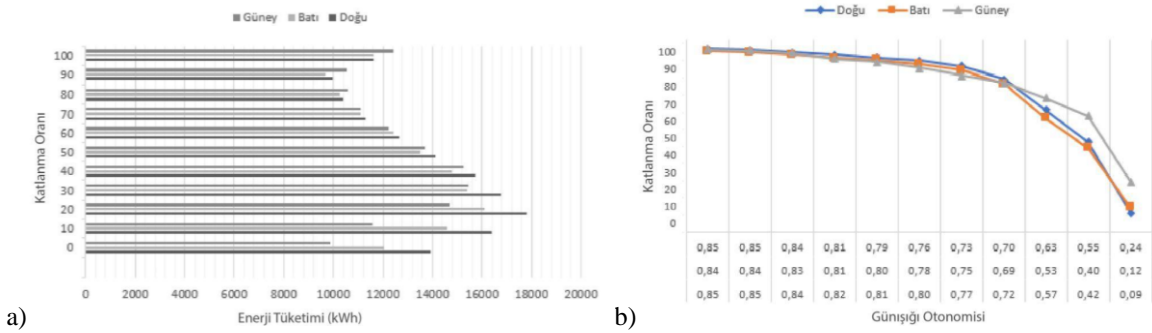 Güney Batı Doğu
Katlanma Oranı
100
90
80
70
60
50
40
30
20
10
0
0 2000 4000 6000 8000 10000 12000 14000 16000 18000 20000
Enerji Tüketimi (kWh)
a)
Doğu Batı Güney
Katlanma Oranı
100
90
80
70
60
50
40
30
20
10
0
0,85 0,85 0,84 0,81 0,79 0,76 0,73 0,70 0,63 0,55 0,24
0,84 0,84 0,83 0,81 0,80 0,78 0,75 0,69 0,53 0,40 0,12
0,85 0,85 0,84 0,82 0,81 0,80 0,77 0,72 0,57 0,42 0,09
Günışığı Otonomisi
b)